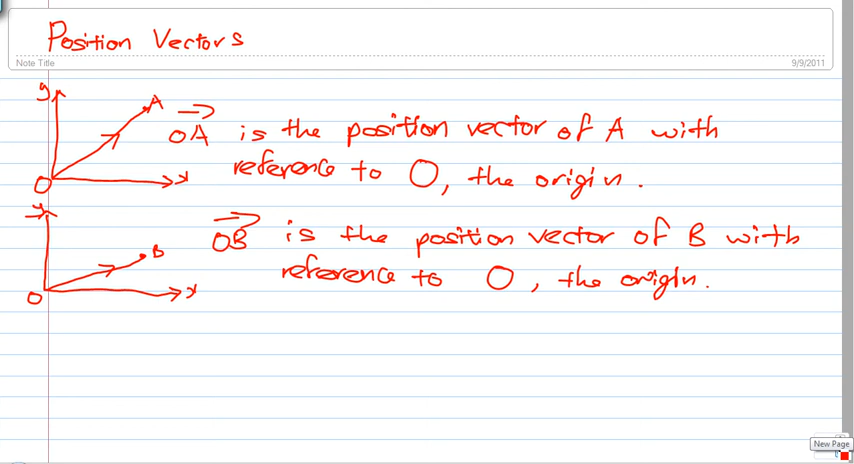 Position Vectors
Note Title
9/9/2011
y
A
OA is the position vector of A with
reference to O, the origin.
O
x
y
OB is the position vector of B with
B
reference to O, the origin.
O
x
New Page